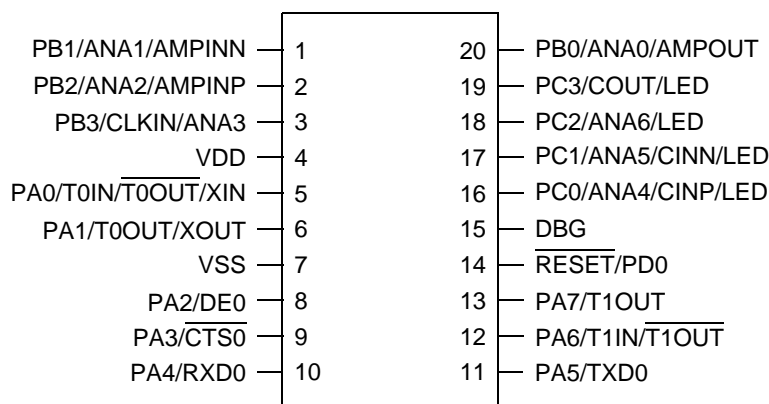 PB1/ANA1/AMPINN 1 20 PB0/ANA0/AMPOUT
PB2/ANA2/AMPINP 2 19 PC3/COUT/LED
PB3/CLKIN/ANA3 3 18 PC2/ANA6/LED
VDD 4 17 PC1/ANA5/CINN/LED
PA0/T0IN/T0OUT/XIN 5 16 PC0/ANA4/CINP/LED
PA1/T0OUT/XOUT 6 15 DBG
VSS 7 14 RESET/PD0
PA2/DE0 8 13 PA7/T1OUT
PA3/CTS0 9 12 PA6/T1IN/T1OUT
PA4/RXD0 10 11 PA5/TXD0